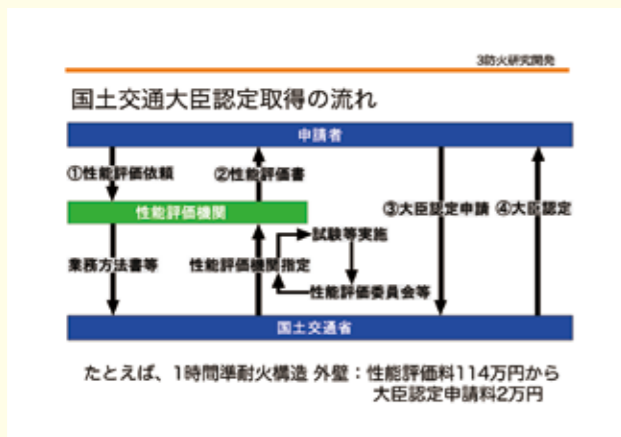 3防火研究開発
国土交通大臣認定取得の流れ
申請者
①性能評価依頼
②性能評価書
③大臣認定申請
④大臣認定
性能評価機関
試験等実施
業務方法書等
性能評価機関指定
性能評価委員会等
国土交通省
たとえば、1時間準耐火構造 外壁：性能評価料114万円から
大臣認定申請料2万円